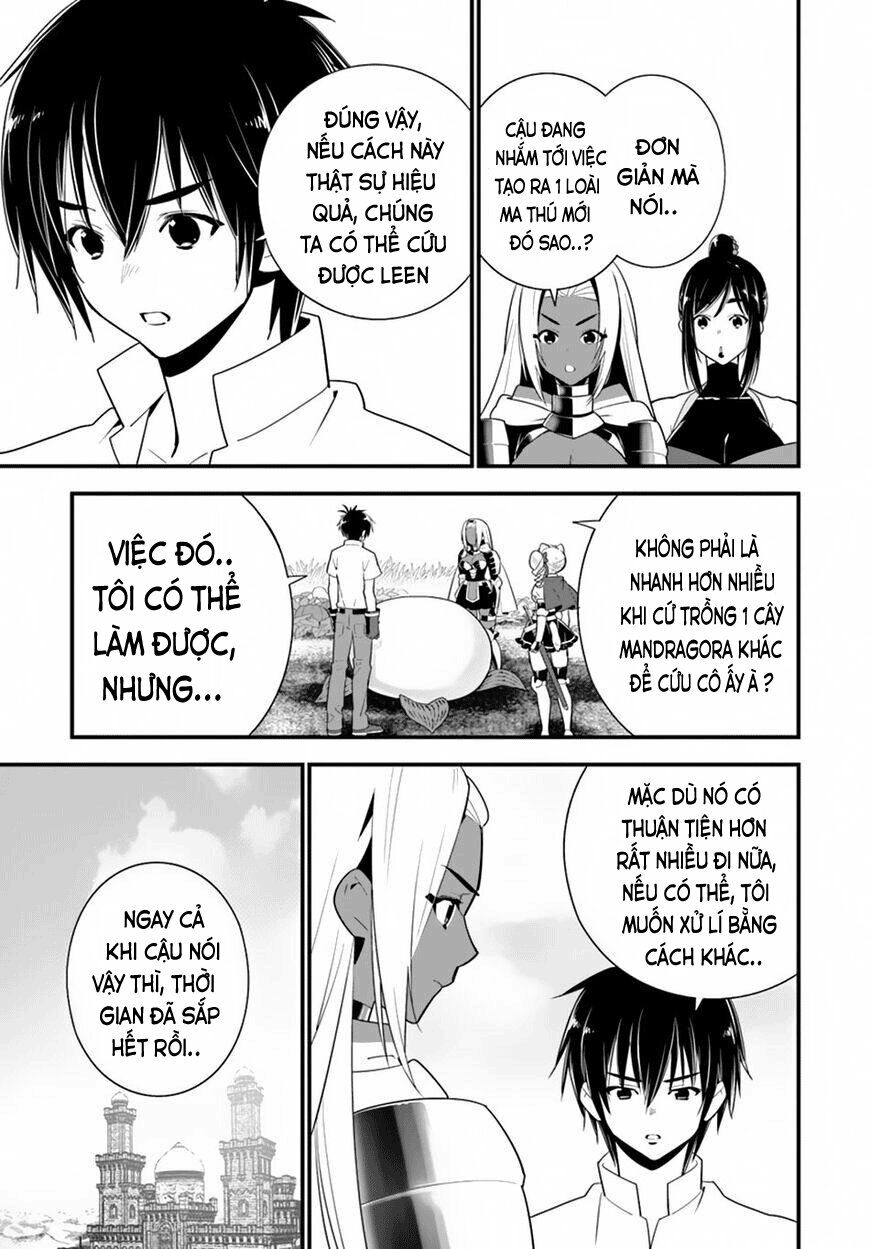 ĐƠN
GIẢN MÀ
NÓI..
CẬU ĐANG
NHẮM TỚI VIỆC
TẠO RA 1 LOÀI
MA THÚ MỚI
ĐÓ SAO..?
ĐÚNG VẬY,
NẾU CÁCH NÀY
THẬT SỰ HIỆU
QUẢ, CHÚNG
TA CÓ THỂ CỨU
ĐƯỢC LEEN
KHÔNG PHẢI LÀ
NHANH HƠN NHIỀU
KHI CỨ TRỒNG 1 CÂY
MANDRAGORA KHÁC
ĐỂ CỨU CÔ ẤY À ?
VIỆC ĐÓ..
TÔI CÓ THỂ
LÀM ĐƯỢC,
NHƯNG...
MẶC DÙ NÓ CÓ
THUẬN TIỆN HƠN
RẤT NHIỀU ĐI NỮA,
NẾU CÓ THỂ, TÔI
MUỐN XỬ LÍ BẰNG
CÁCH KHÁC..
NGAY CẢ
KHI CẬU NÓI
VẬY THÌ, THỜI
GIAN ĐÃ SẮP
HẾT RỒI..